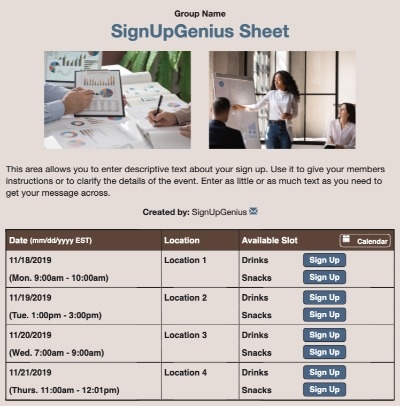 Group Name
SignUpGenius Sheet
This area allows you to enter descriptive text about your sign up. Use it to give your members
instructions or to clarify the details of the event. Enter as little or as much text as you need to
get your message across.
Created by: SignUpGenius
Date (mm/dd/yyyy EST) Location Available Slot Calendar
11/18/2019 Location 1 Drinks Sign Up
(Mon. 9:00am - 10:00am) Snacks Sign Up
11/19/2019 Location 2 Drinks Sign Up
(Tue. 1:00pm - 3:00pm) Snacks Sign Up
11/20/2019 Location 3 Drinks Sign Up
(Wed. 7:00am - 9:00am) Snacks Sign Up
11/21/2019 Location 4 Drinks Sign Up
(Thurs. 11:00am - 12:01pm) Snacks Sign Up